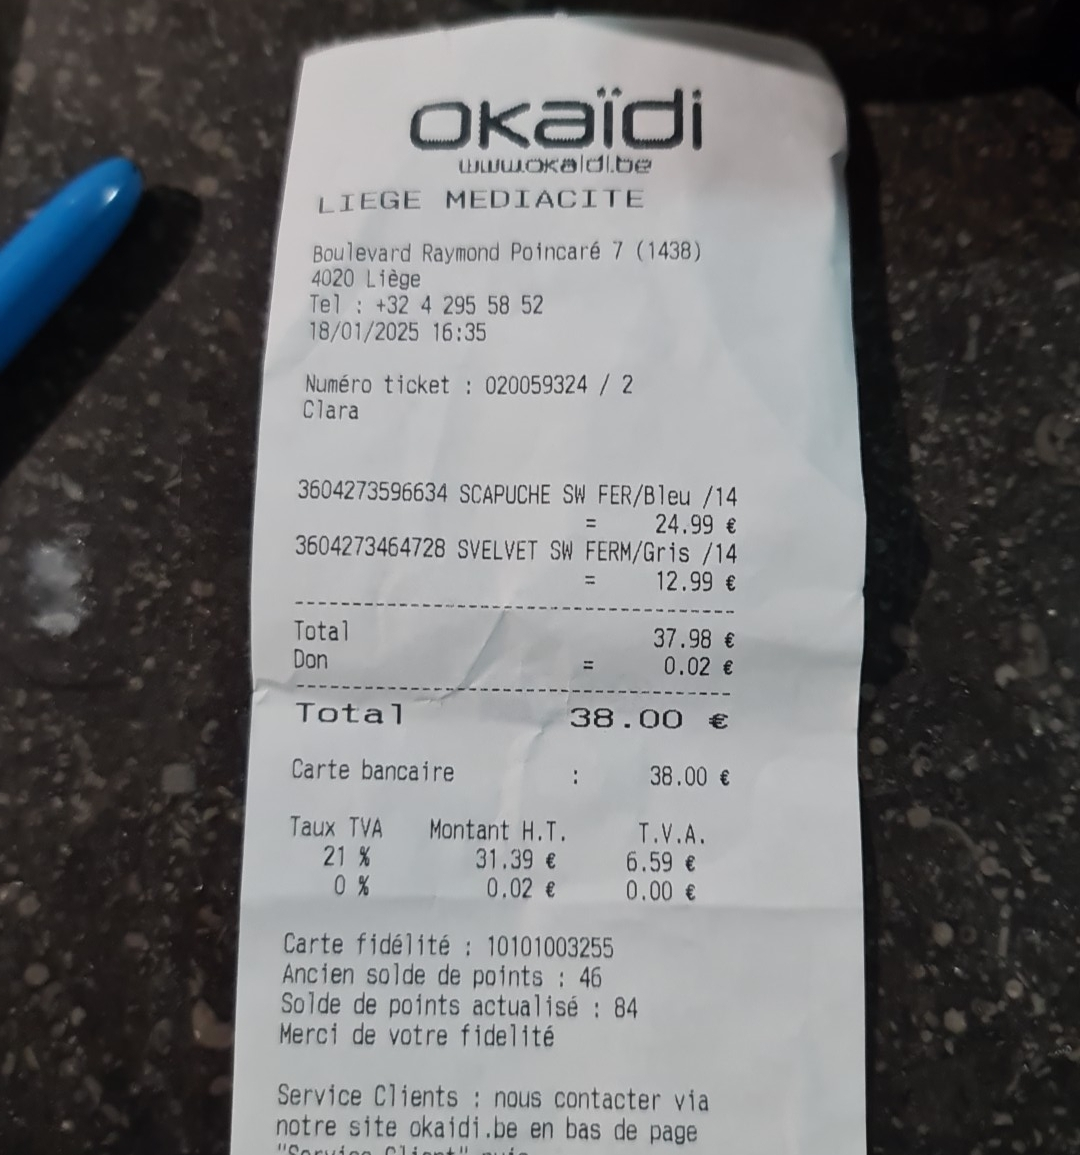 okaïdi
www.okaidi.be
LIEGE MEDIACITE
Boulevard Raymond Poincaré 7 (1438)
4020 Liège
Tel : +32 4 295 58 52
18/01/2025 16:35
Numéro ticket : 020059324 / 2
Clara
3604273596634 SCAPUCHE SW FER/Bleu /14
= 24.99 €
3604273464728 SVELVET SW FERM/Gris /14
= 12.99 €
Total 37.98 €
Don = 0.02 €
Total 38.00 €
Carte bancaire : 38.00 €
Taux TVA Montant H.T. T.V.A.
21 % 31.39 € 6.59 €
0 % 0.02 € 0.00 €
Carte fidélité : 10101003255
Ancien solde de points : 46
Solde de points actualisé : 84
Merci de votre fidelité
Service Clients : nous contacter via
notre site okaidi.be en bas de page
"Service Client"